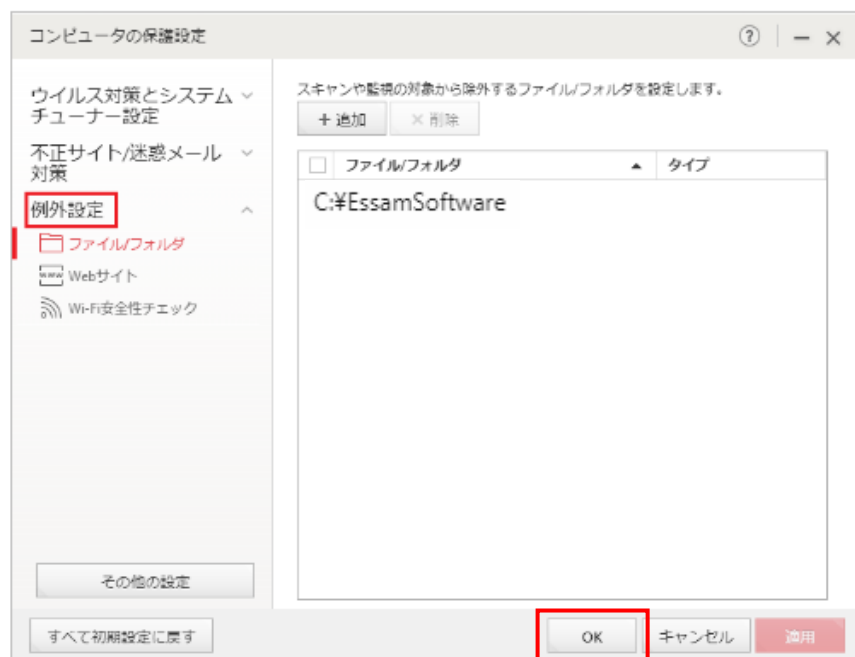 コンピュータの保護設定
?
ウイルス対策とシステム
チューナー設定
不正サイト/迷惑メール
対策
例外設定
ファイル/フォルダ
www Webサイト
Wi-Fi安全性チェック
その他の設定
すべて初期設定に戻す
スキャンや監視の対象から除外するファイル/フォルダを設定します。
+ 追加
× 削除
ファイル/フォルダ ▲ タイプ
C:¥EssamSoftware
OK
キャンセル
適用